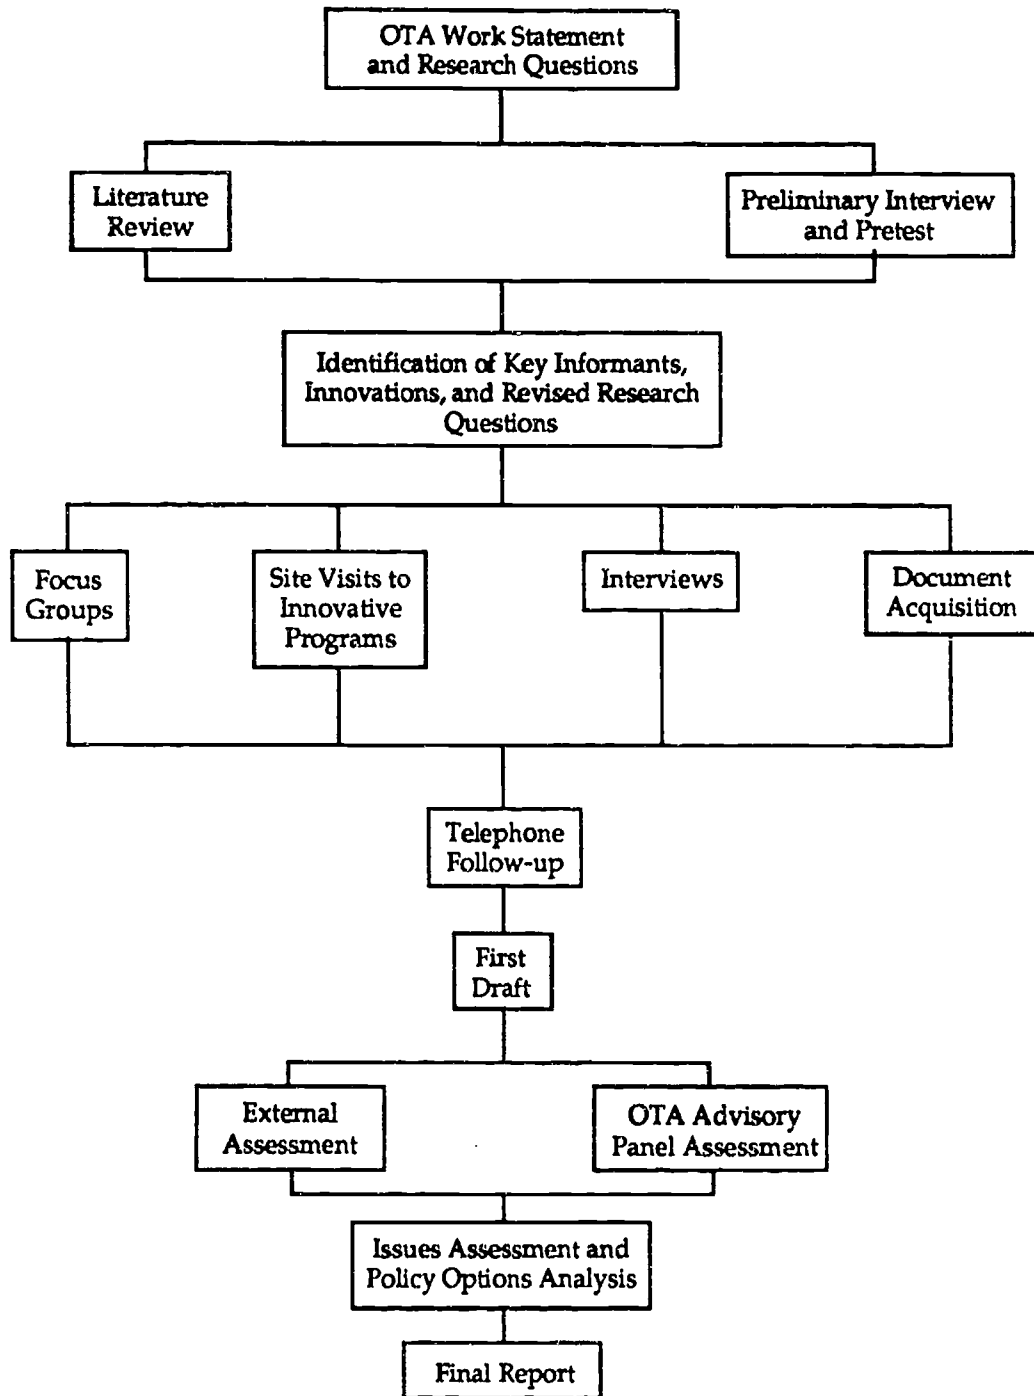 OTA Work Statement
and Research Questions
Literature
Review
Preliminary Interview
and Pretest
Identification of Key Informants,
Innovations, and Revised Research
Questions
Focus
Groups
Site Visits to
Innovative
Programs
Interviews
Document
Acquisition
Telephone
Follow-up
First
Draft
External
Assessment
OTA Advisory
Panel Assessment
Issues Assessment and
Policy Options Analysis
Final Report